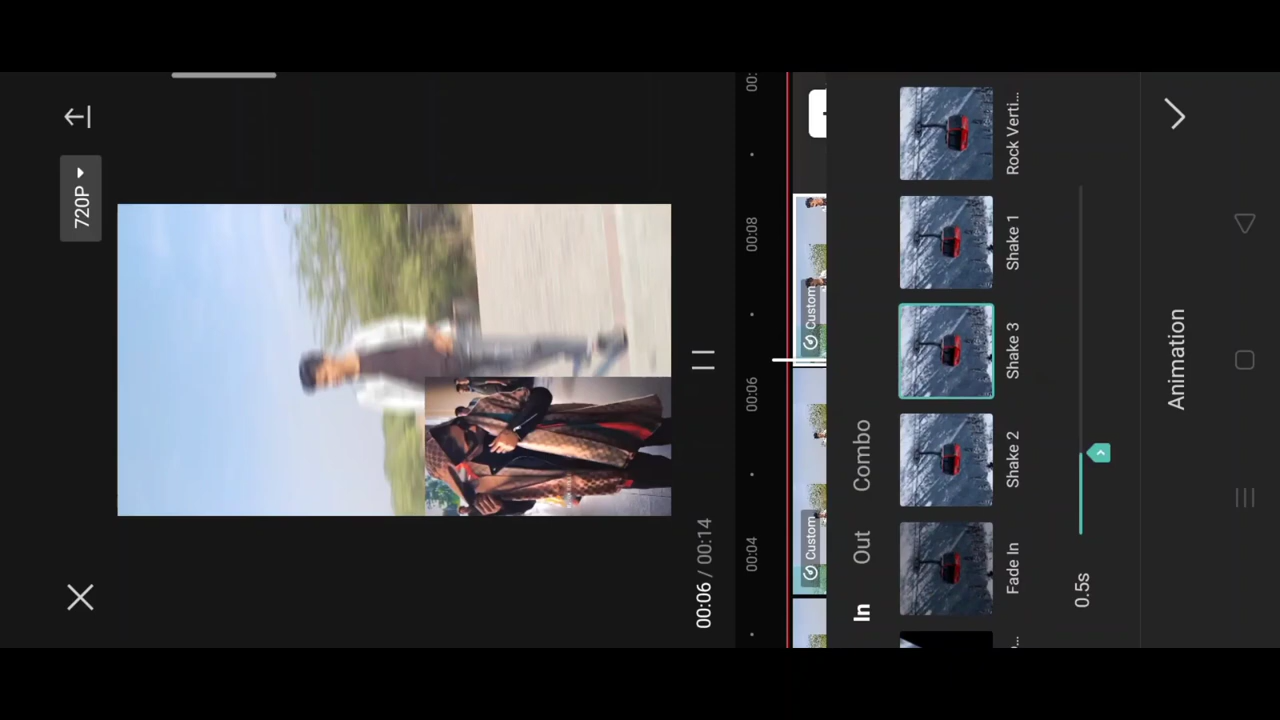 720P
00:06 / 00:14
00:04
00:06
00:08
00:
Custom
Custom
In
Out
Combo
Fade In
Shake 2
Shake 3
Shake 1
Rock Verti...
0.5s
Animation